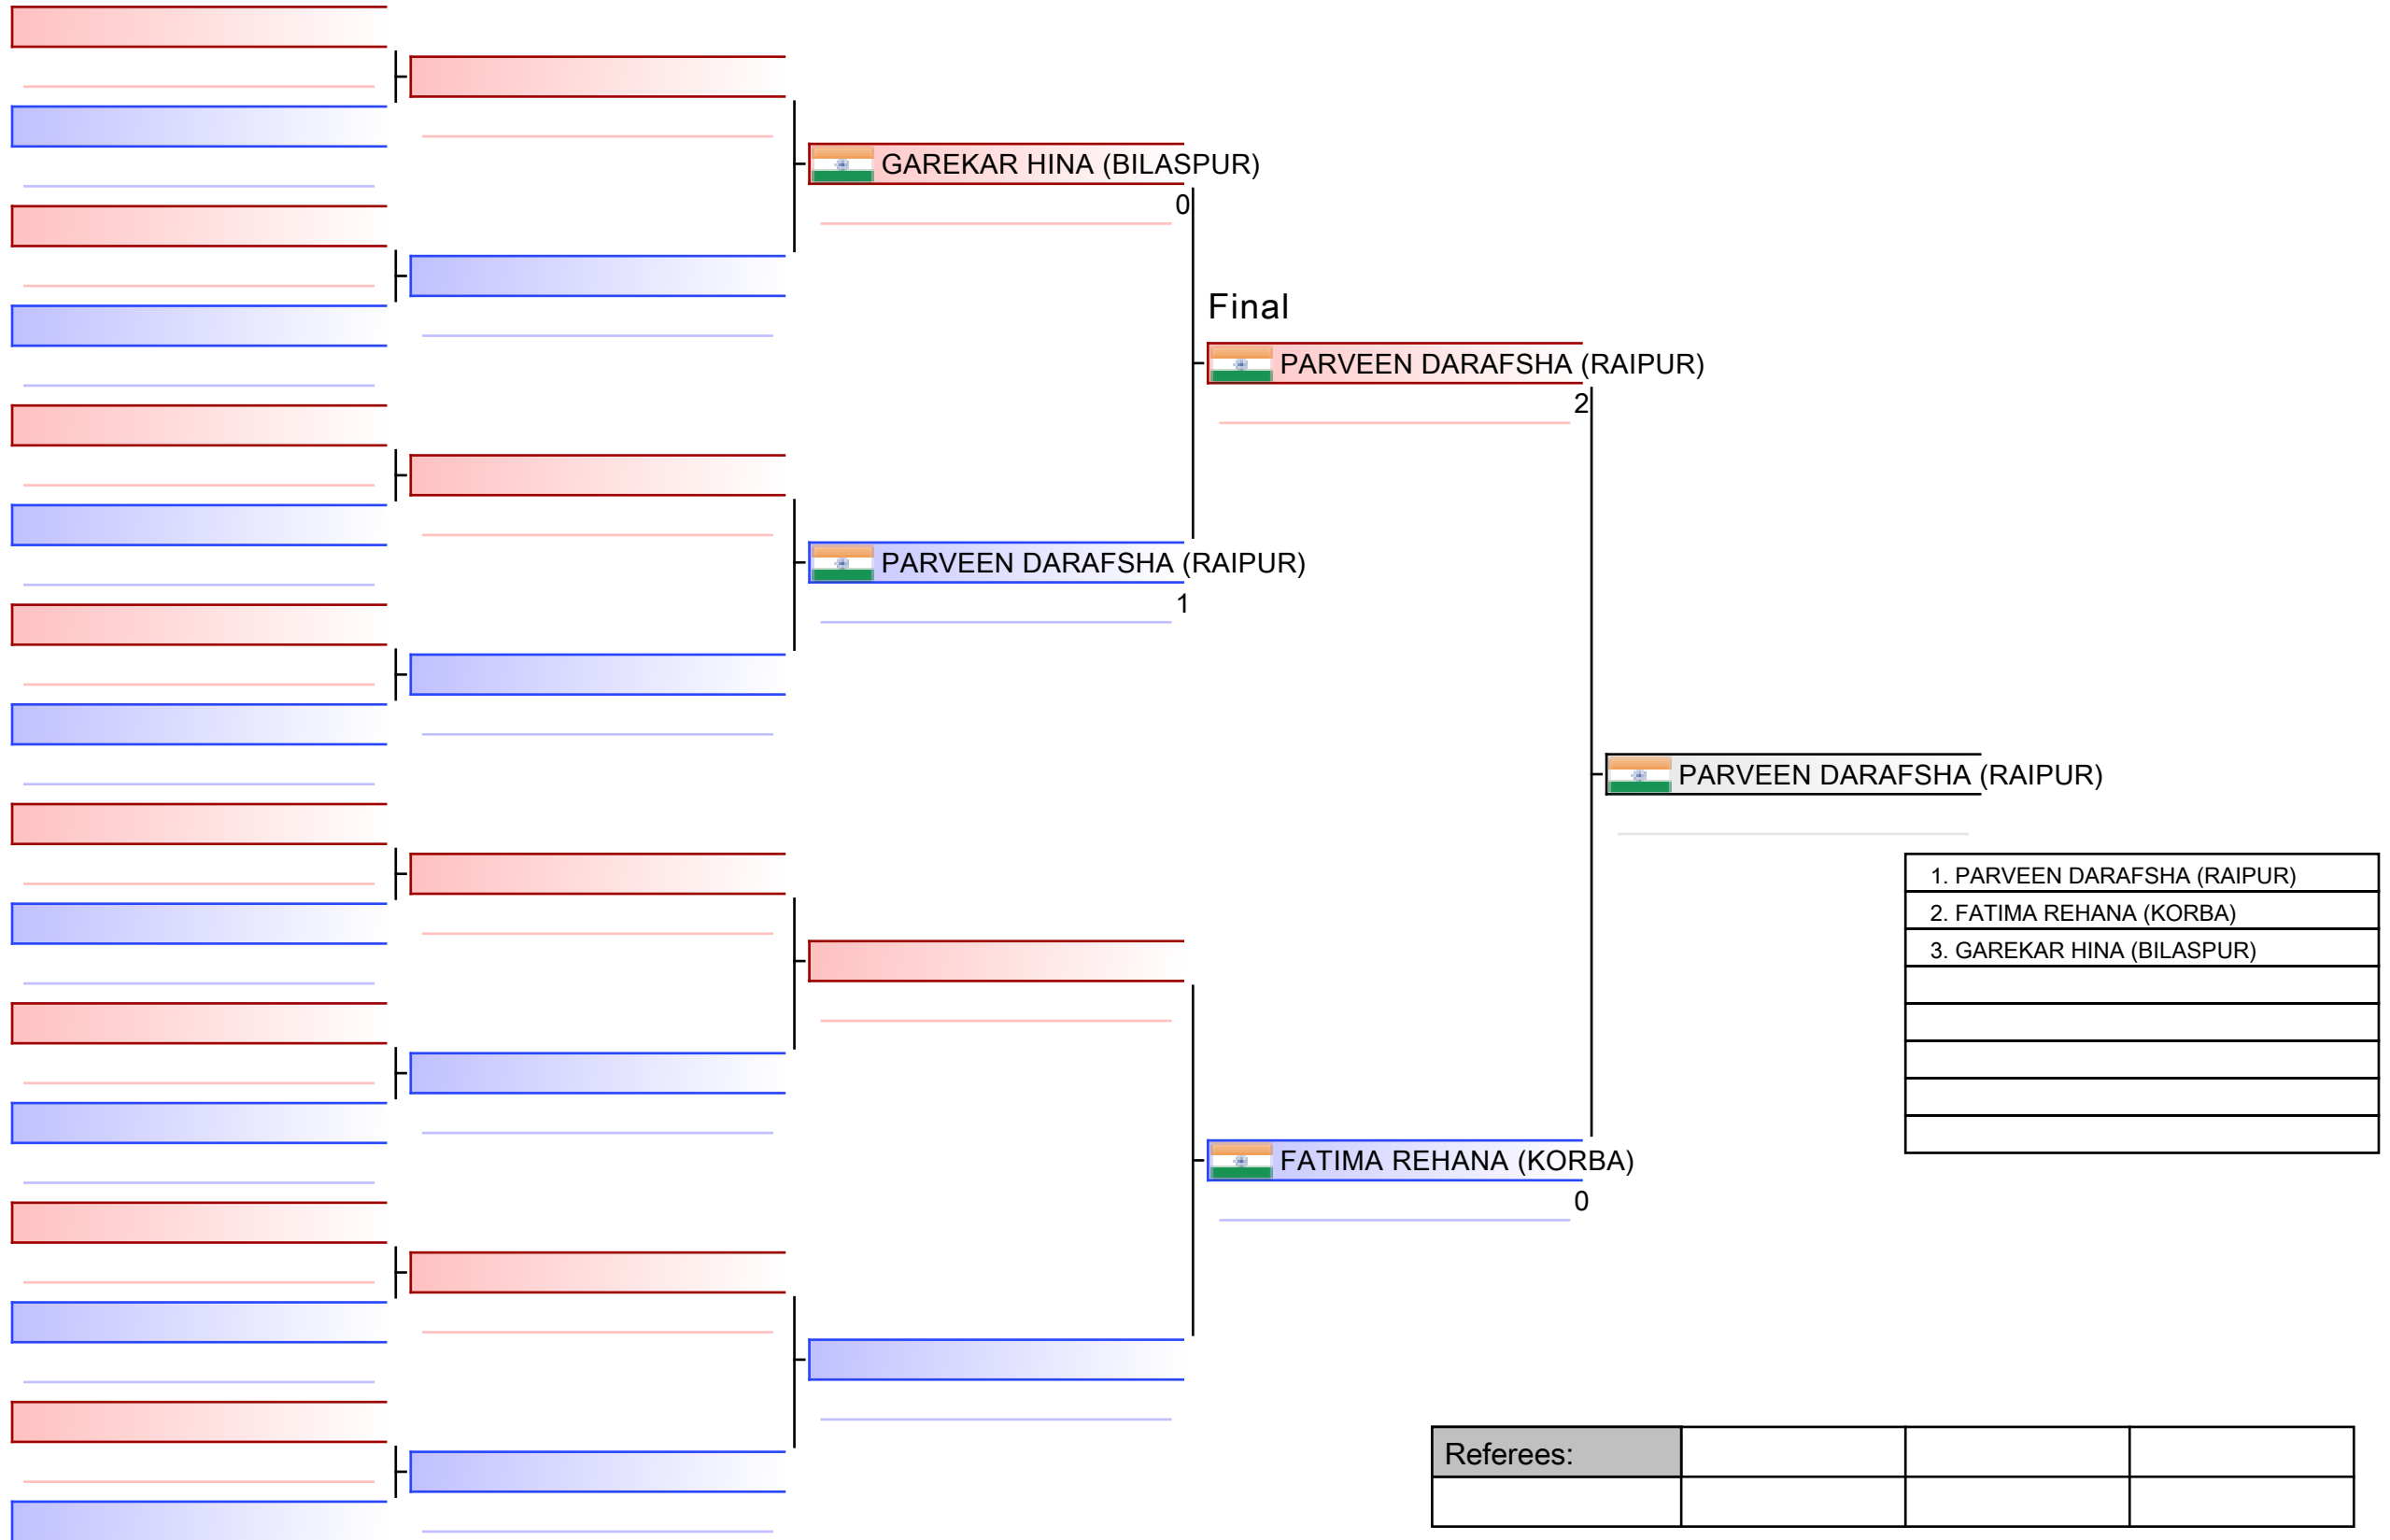 GAREKAR HINA (BILASPUR)
0
Final
PARVEEN DARAFSHA (RAIPUR)
2
PARVEEN DARAFSHA (RAIPUR)
1
PARVEEN DARAFSHA (RAIPUR)
1. PARVEEN DARAFSHA (RAIPUR)
2. FATIMA REHANA (KORBA)
3. GAREKAR HINA (BILASPUR)
FATIMA REHANA (KORBA)
0
Referees: